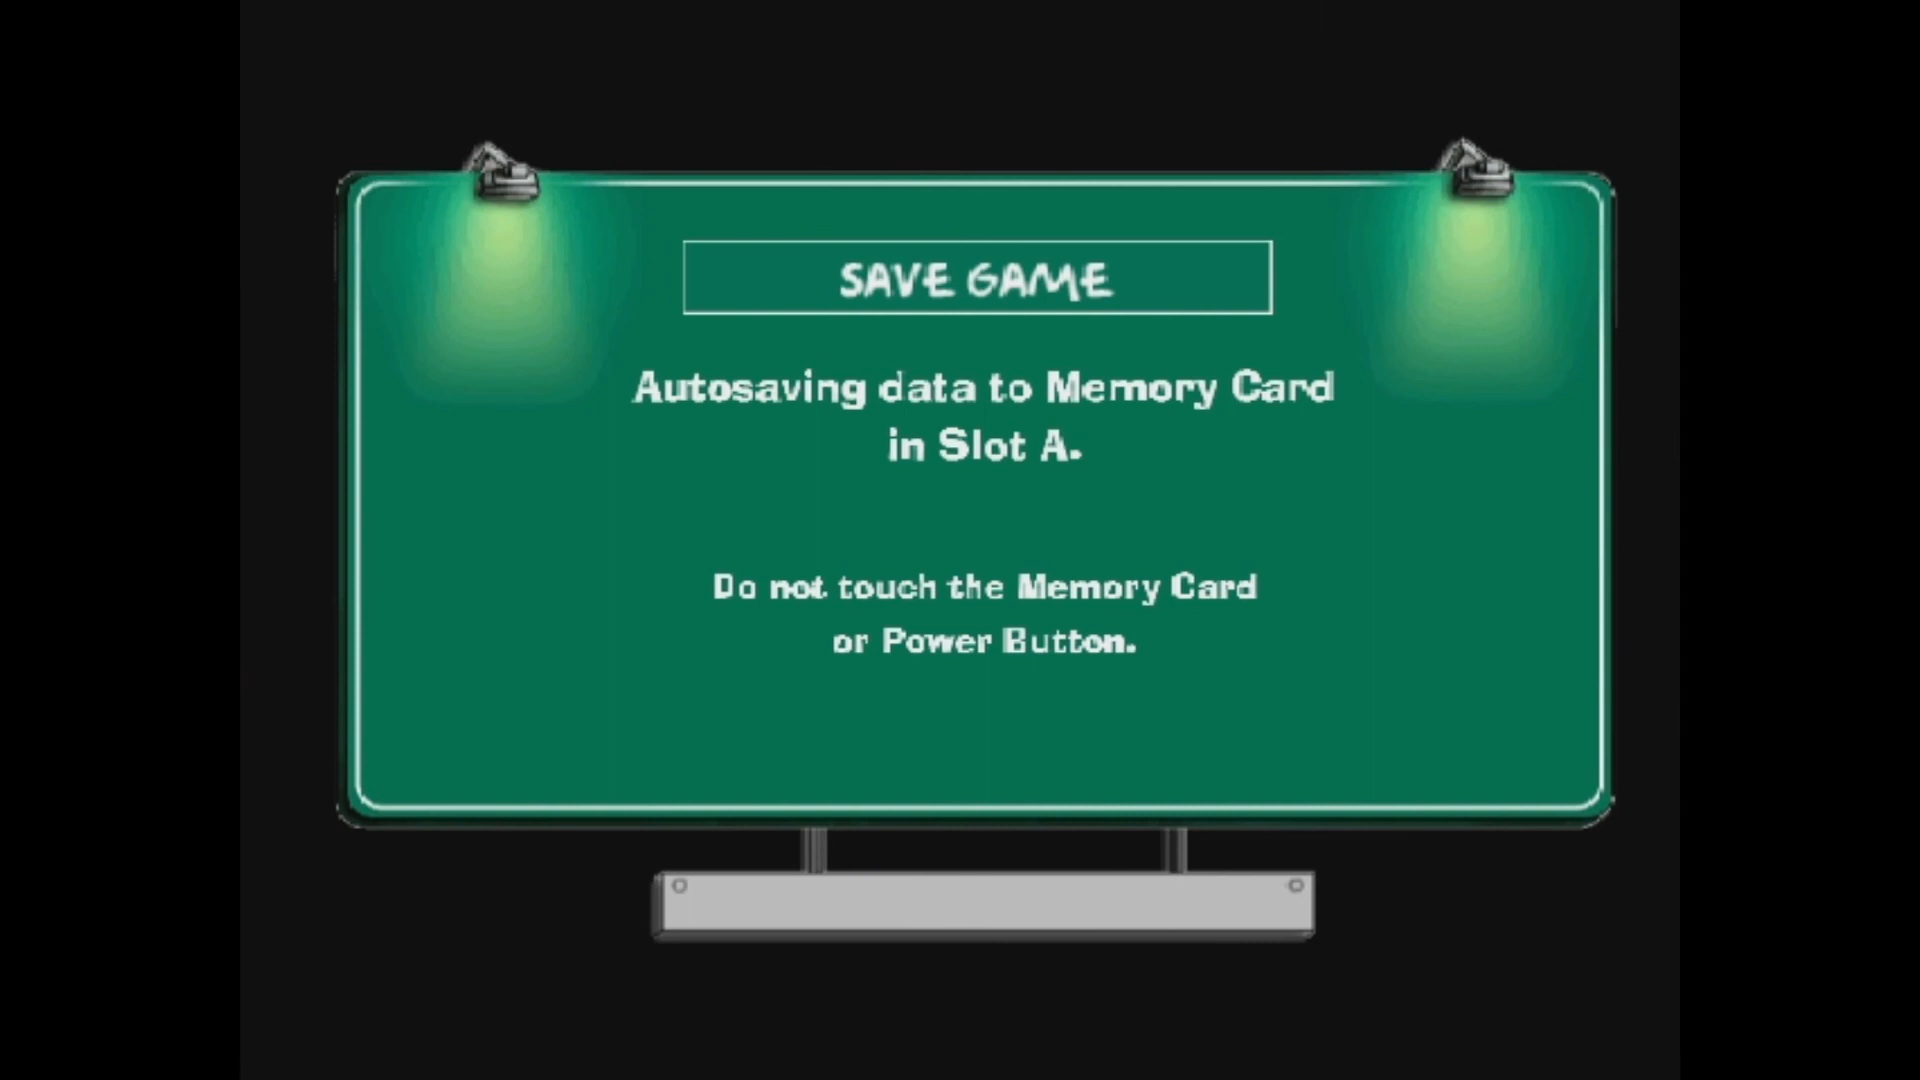 SAVE GAME
Autosaving data to Memory Card
in Slot A.
Do not touch the Memory Card
or Power Button.